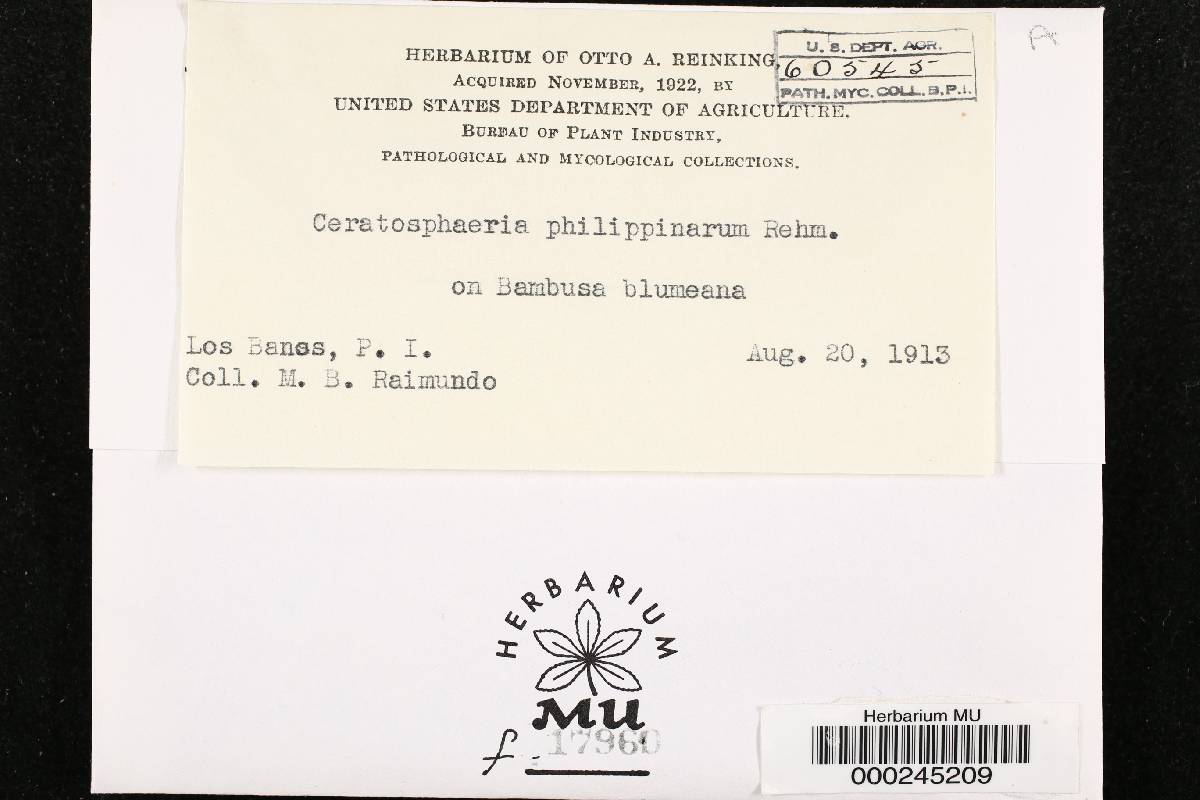 HERBARIUM OF OTTO A. REINKING,
ACQUIRED NOVEMBER, 1922, BY
UNITED STATES DEPARTMENT OF AGRICULTURE.
BUREAU OF PLANT INDUSTRY,
PATHOLOGICAL AND MYCOLOGICAL COLLECTIONS.
U. S. DEPT. AGR.
60545
PATH. MYC. COLL. B. P. I.
Ceratosphaeria philippinarum Rehm.
on Bambusa blumeana
Los Banos, P. I.
Aug. 20, 1913
Coll. M. B. Raimundo
HERBARIUM
MU
f. 17960
Herbarium MU
000245209